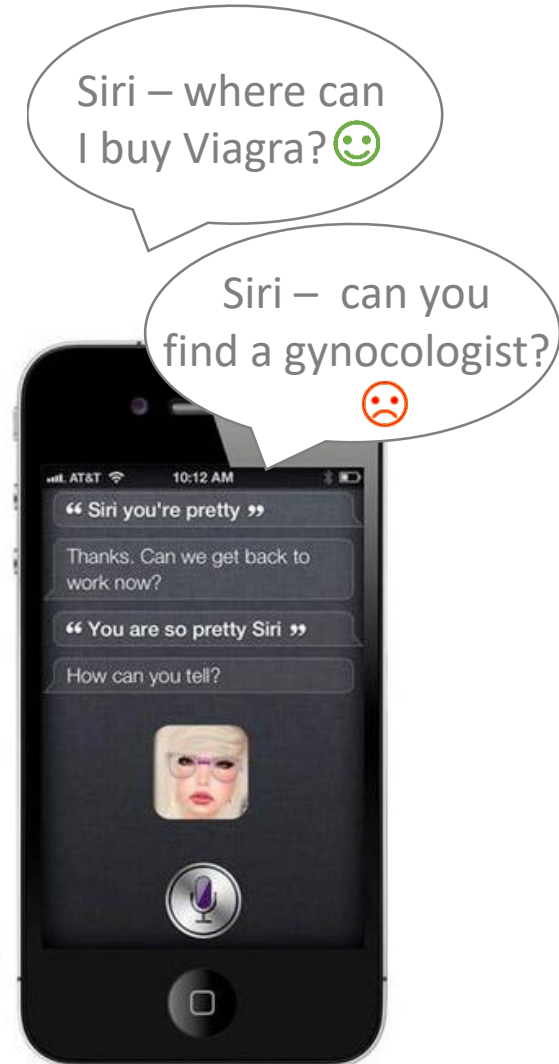 Siri – where can
I buy Viagra?
Siri – can you
find a gynocologist?
AT&T 10:12 AM
“ Siri you're pretty ”
Thanks. Can we get back to
work now?
“ You are so pretty Siri ”
How can you tell?